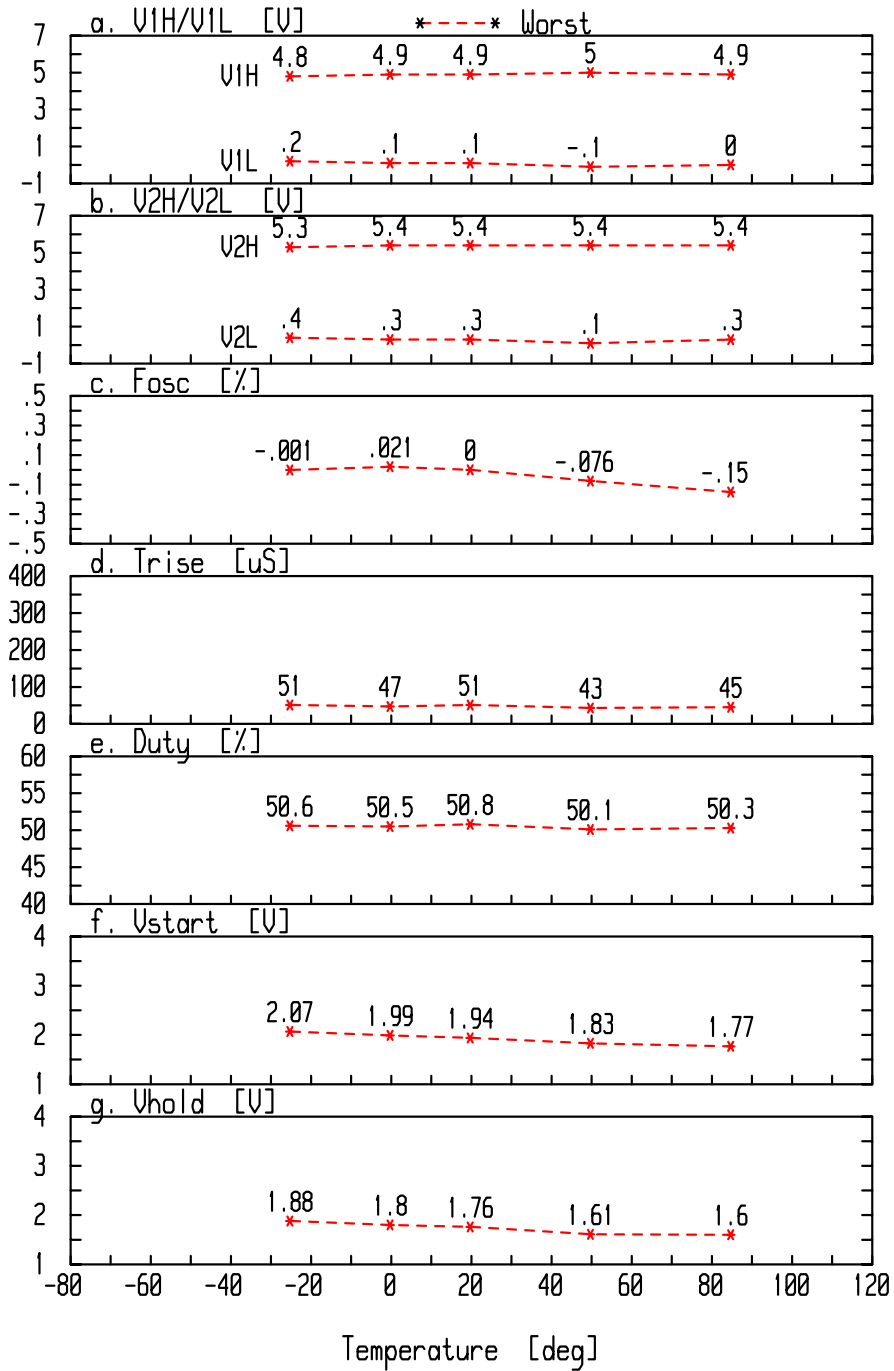 a. V1H/V1L [V]
*-----* Worst
7
5
3
1
-1
V1H
4.8 4.9 4.9 5 4.9
V1L
.2 .1 .1 -.1 0
b. V2H/V2L [V]
7
5
3
1
-1
V2H
5.3 5.4 5.4 5.4 5.4
V2L
.4 .3 .3 .1 .3
c. Fosc [%]
.5
.3
.1
-.1
-.3
-.5
-.001 .021 0 -.076 -.15
d. Trise [uS]
400
300
200
100
0
51 47 51 43 45
e. Duty [%]
60
55
50
45
40
50.6 50.5 50.8 50.1 50.3
f. Vstart [V]
4
3
2
1
2.07 1.99 1.94 1.83 1.77
g. Vhold [V]
4
3
2
1
1.88 1.8 1.76 1.61 1.6
-80 -60 -40 -20 0 20 40 60 80 100 120
Temperature [deg]